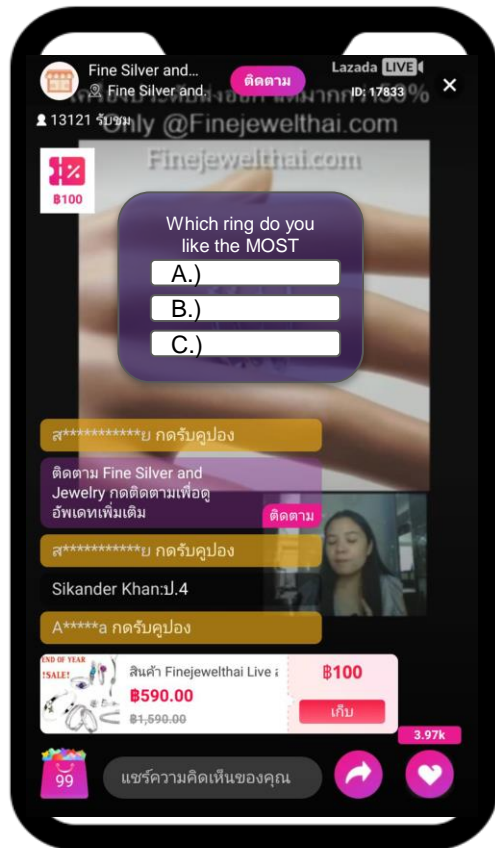 Fine Silver and...
Fine Silver and.
ติดตาม
Lazada LIVE
ID: 17833
30%
13121 รับชม
Only @Finejewelthai.com
Finejewelthai.com
฿100
Which ring do you
like the MOST
A.)
B.)
C.)
ส***********ย กดรับคูปอง
ติดตาม Fine Silver and
Jewelry กดติดตามเพื่อดู
อัพเดทเพิ่มเติม
ติดตาม
ส***********ย กดรับคูปอง
Sikander Khan:ป.4
A*****a กดรับคูปอง
END OF YEAR
!SALE!
สินค้า Finejewelthai Live
฿590.00
฿1,590.00
฿100
เก็บ
3.97k
99
แชร์ความคิดเห็นของคุณ